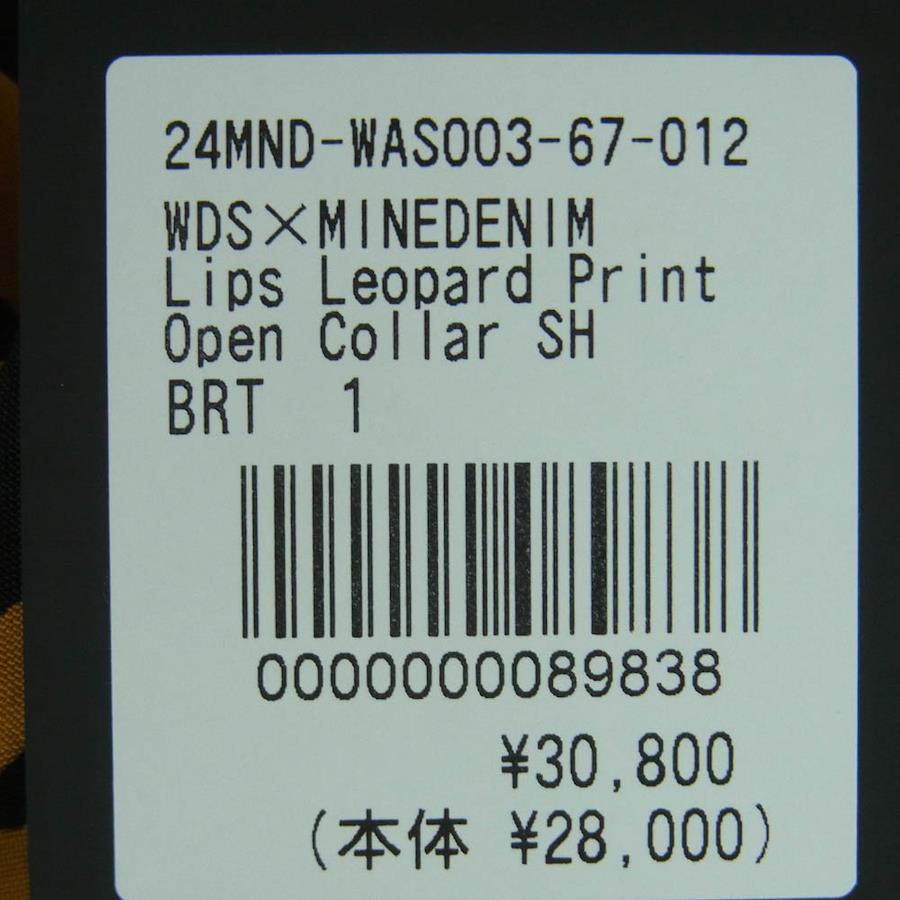 24MND-WAS003-67-012
WDS×MINEDENIM
Lips Leopard Print
Open Collar SH
BRT 1
0000000089838
¥30,800
(本体 ¥28,000)